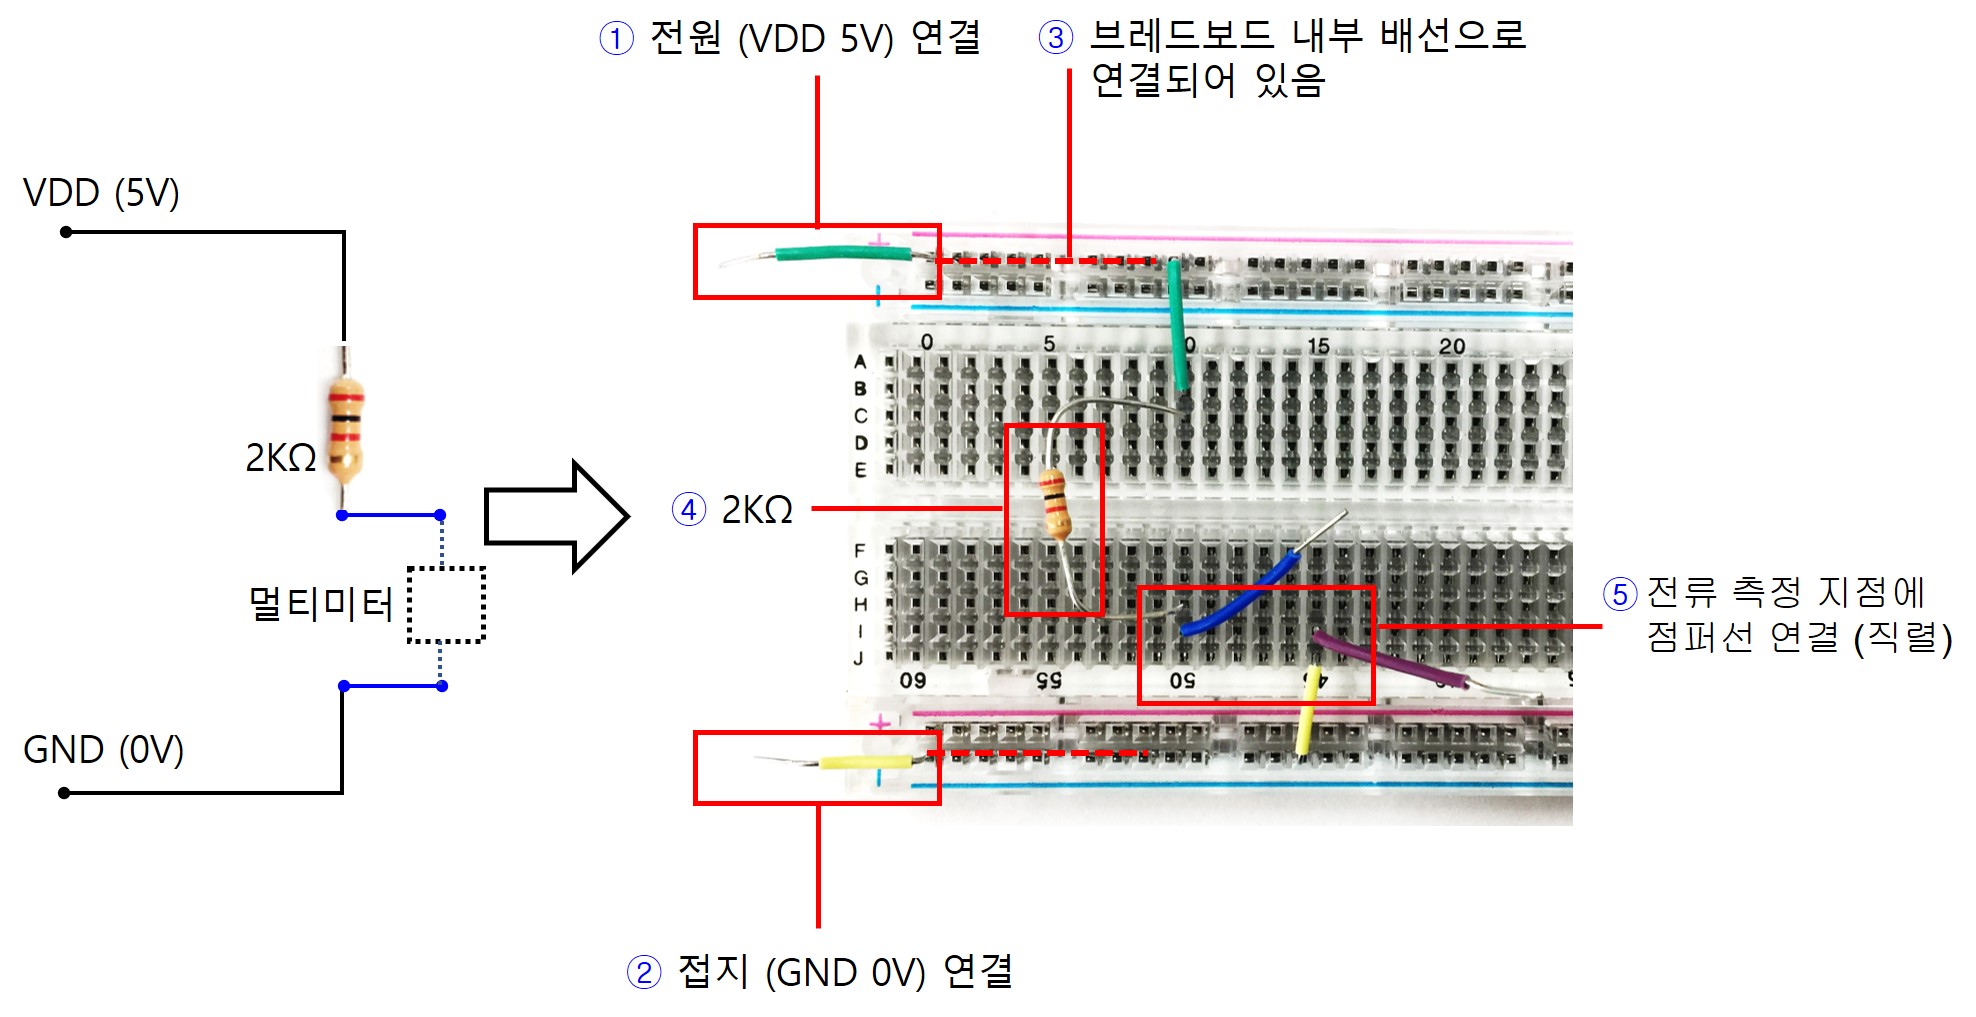 ① 전원 (VDD 5V) 연결
③ 브레드보드 내부 배선으로
연결되어 있음
VDD (5V)
2KΩ
멀티미터
GND (0V)
④ 2KΩ
+
0 5 0 15 20
A
B
C
D
E
F
G
H
I
J
60 55 50
+
⑤ 전류 측정 지점에
점퍼선 연결 (직렬)
② 접지 (GND 0V) 연결